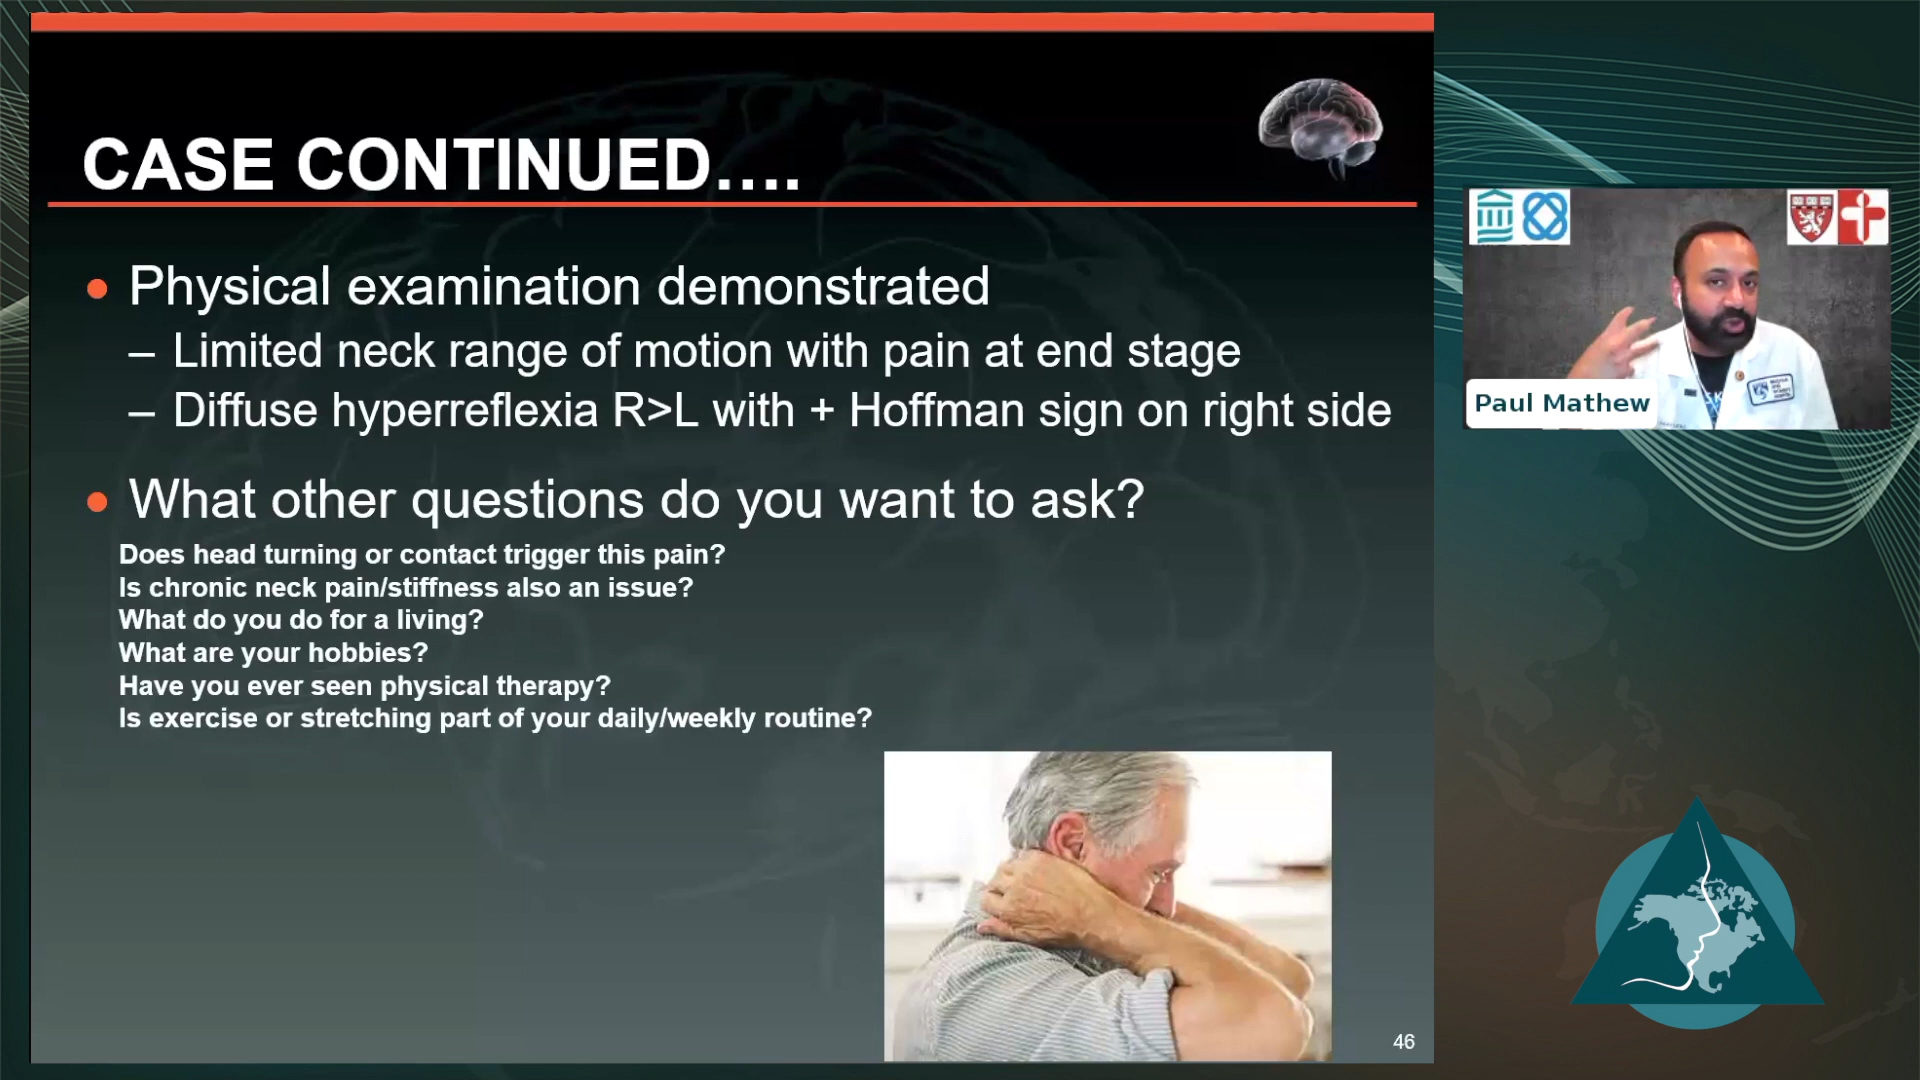 CASE CONTINUED....
• Physical examination demonstrated
– Limited neck range of motion with pain at end stage
– Diffuse hyperreflexia R>L with + Hoffman sign on right side
• What other questions do you want to ask?
Does head turning or contact trigger this pain?
Is chronic neck pain/stiffness also an issue?
What do you do for a living?
What are your hobbies?
Have you ever seen physical therapy?
Is exercise or stretching part of your daily/weekly routine?
46
Paul Mathew